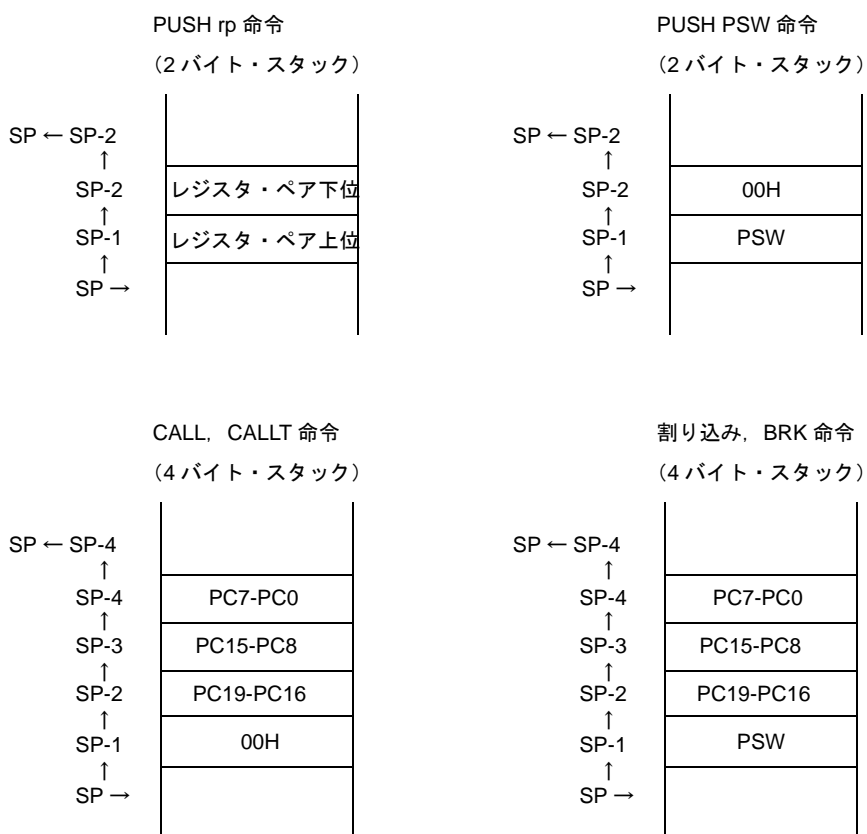 PUSH rp 命令
（2 バイト・スタック）
SP ← SP-2
↑
SP-2 レジスタ・ペア下位
↑
SP-1 レジスタ・ペア上位
↑
SP →
PUSH PSW 命令
（2 バイト・スタック）
SP ← SP-2
↑
SP-2 00H
↑
SP-1 PSW
↑
SP →
CALL，CALLT 命令
（4 バイト・スタック）
SP ← SP-4
↑
SP-4 PC7-PC0
↑
SP-3 PC15-PC8
↑
SP-2 PC19-PC16
↑
SP-1 00H
↑
SP →
割り込み，BRK 命令
（4 バイト・スタック）
SP ← SP-4
↑
SP-4 PC7-PC0
↑
SP-3 PC15-PC8
↑
SP-2 PC19-PC16
↑
SP-1 PSW
↑
SP →